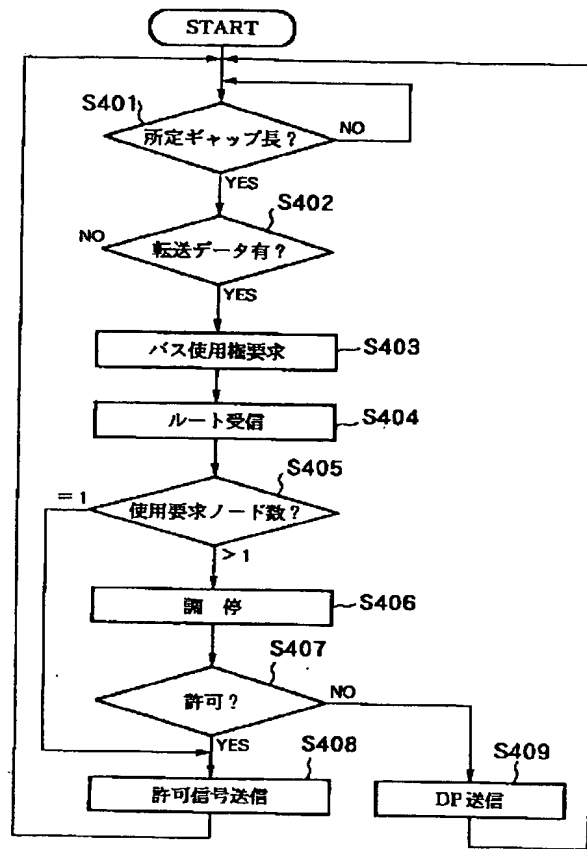 START
S401
所定ギャップ長？
NO
YES
S402
NO
転送データ有？
YES
バス使用権要求
S403
ルート受信
S404
S405
＝1
使用要求ノード数？
＞1
調 停
S406
S407
許可？
NO
YES
S408
許可信号送信
S409
DP送信